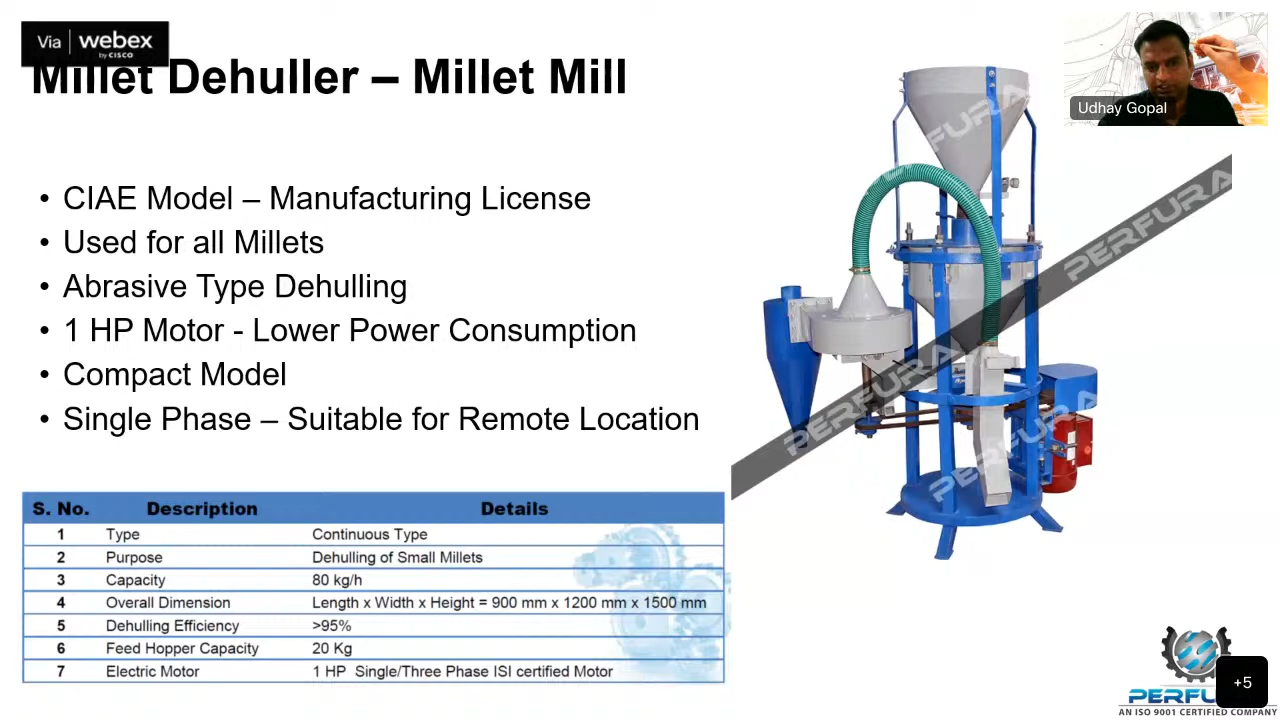 Via webex
by CISCO
Millet Dehuller – Millet Mill
Udhay Gopal
• CIAE Model – Manufacturing License
• Used for all Millets
• Abrasive Type Dehulling
• 1 HP Motor - Lower Power Consumption
• Compact Model
• Single Phase – Suitable for Remote Location
PERFURA
PERFURA
PERFURA
PERFURA
S. No. Description Details
1 Type Continuous Type
2 Purpose Dehulling of Small Millets
3 Capacity 80 kg/h
4 Overall Dimension Length x Width x Height = 900 mm x 1200 mm x 1500 mm
5 Dehulling Efficiency >95%
6 Feed Hopper Capacity 20 Kg
7 Electric Motor 1 HP Single/Three Phase ISI certified Motor
+5
AN ISO 9001 CERTIFIED COMPANY